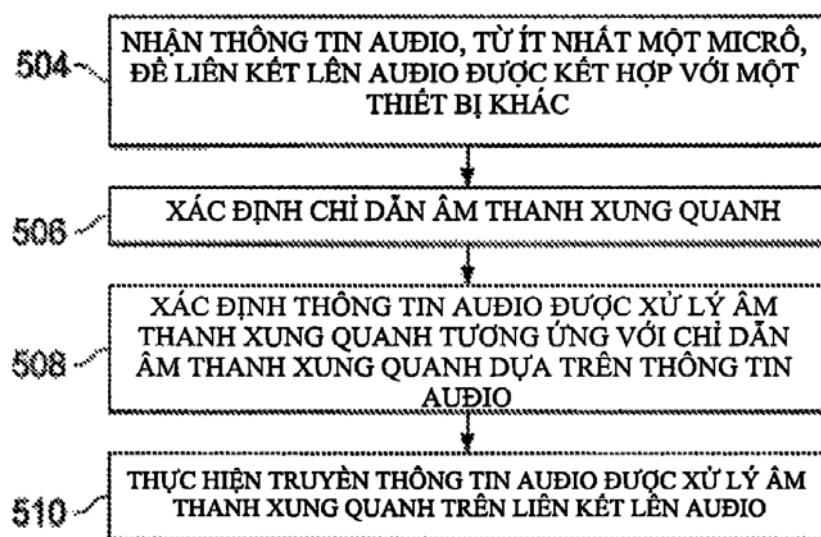 504
NHẬN THÔNG TIN AUĐIO, TỪ ÍT NHẤT MỘT MICRÔ,
ĐỂ LIÊN KẾT LÊN AUĐIO ĐƯỢC KẾT HỢP VỚI MỘT
THIẾT BỊ KHÁC
506
XÁC ĐỊNH CHỈ DẪN ÂM THANH XUNG QUANH
508
XÁC ĐỊNH THÔNG TIN AUĐIO ĐƯỢC XỬ LÝ ÂM
THANH XUNG QUANH TƯƠNG ỨNG VỚI CHỈ DẪN
ÂM THANH XUNG QUANH DỰA TRÊN THÔNG TIN
AUĐIO
510
THỰC HIỆN TRUYỀN THÔNG TIN AUĐIO ĐƯỢC XỬ LÝ ÂM
THANH XUNG QUANH TRÊN LIÊN KẾT LÊN AUĐIO